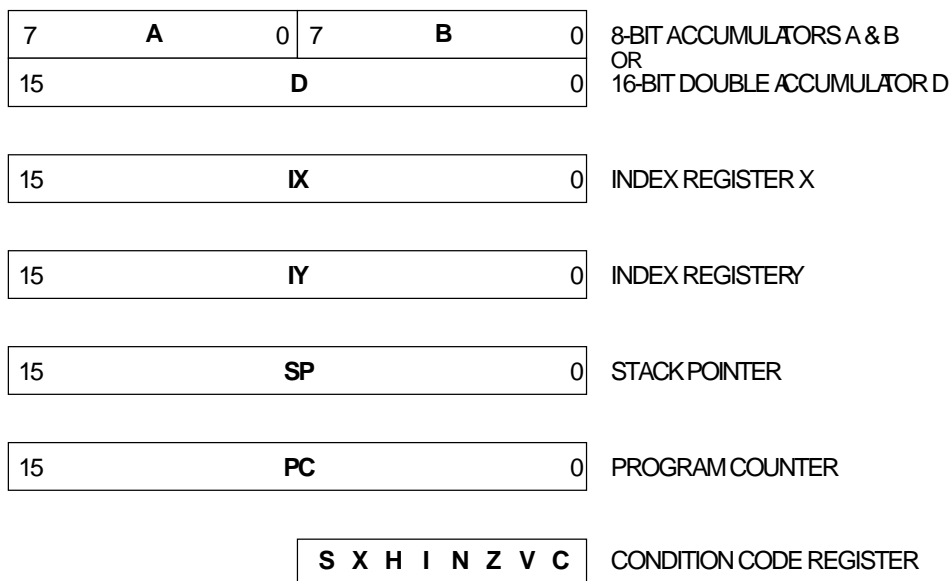 7 A 0 7 B 0 8-BIT ACCUMULATORS A & B
OR
15 D 0 16-BIT DOUBLE ACCUMULATOR D
15 IX 0 INDEX REGISTER X
15 IY 0 INDEX REGISTER Y
15 SP 0 STACK POINTER
15 PC 0 PROGRAM COUNTER
S X H I N Z V C CONDITION CODE REGISTER